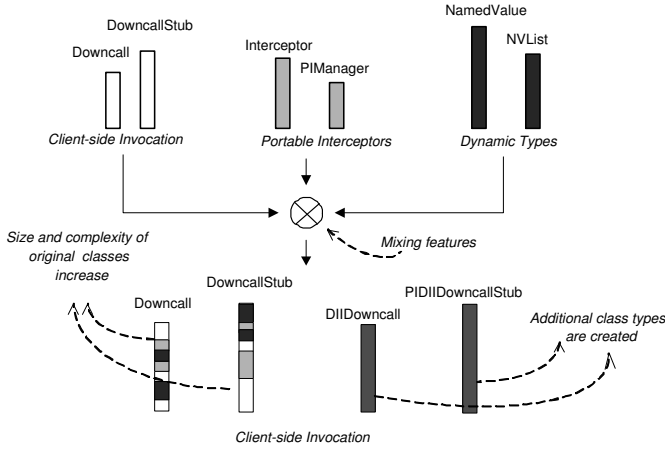 DowncallStub
Downcall
Interceptor
PIManager
NamedValue
NVList
Client-side Invocation
Portable Interceptors
Dynamic Types
Size and complexity of
original classes
increase
Mixing features
Downcall
DowncallStub
DIIDowncall
PIDIIDowncallStub
Additional class types
are created
Client-side Invocation